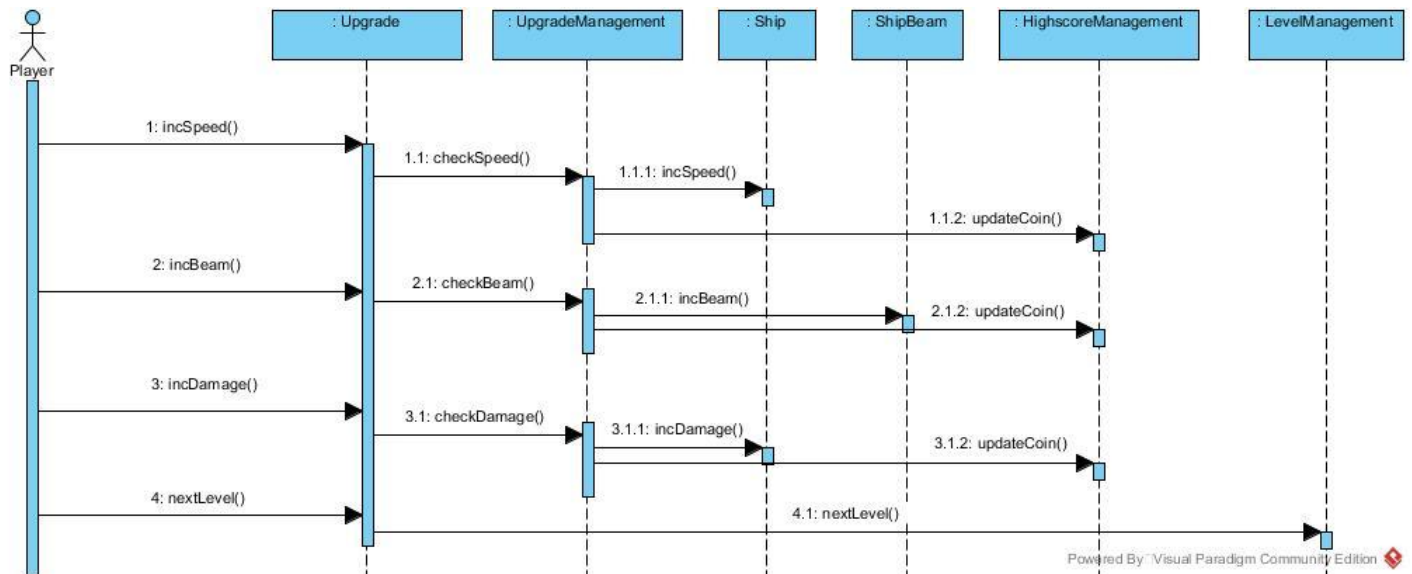 : Upgrade
: UpgradeManagement
: Ship
: ShipBeam
: HighscoreManagement
: LevelManagement
Player
1: incSpeed()
1.1: checkSpeed()
1.1.1: incSpeed()
1.1.2: updateCoin()
2: incBeam()
2.1: checkBeam()
2.1.1: incBeam()
2.1.2: updateCoin()
3: incDamage()
3.1: checkDamage()
3.1.1: incDamage()
3.1.2: updateCoin()
4: nextLevel()
4.1: nextLevel()
Powered By Visual Paradigm Community Edition